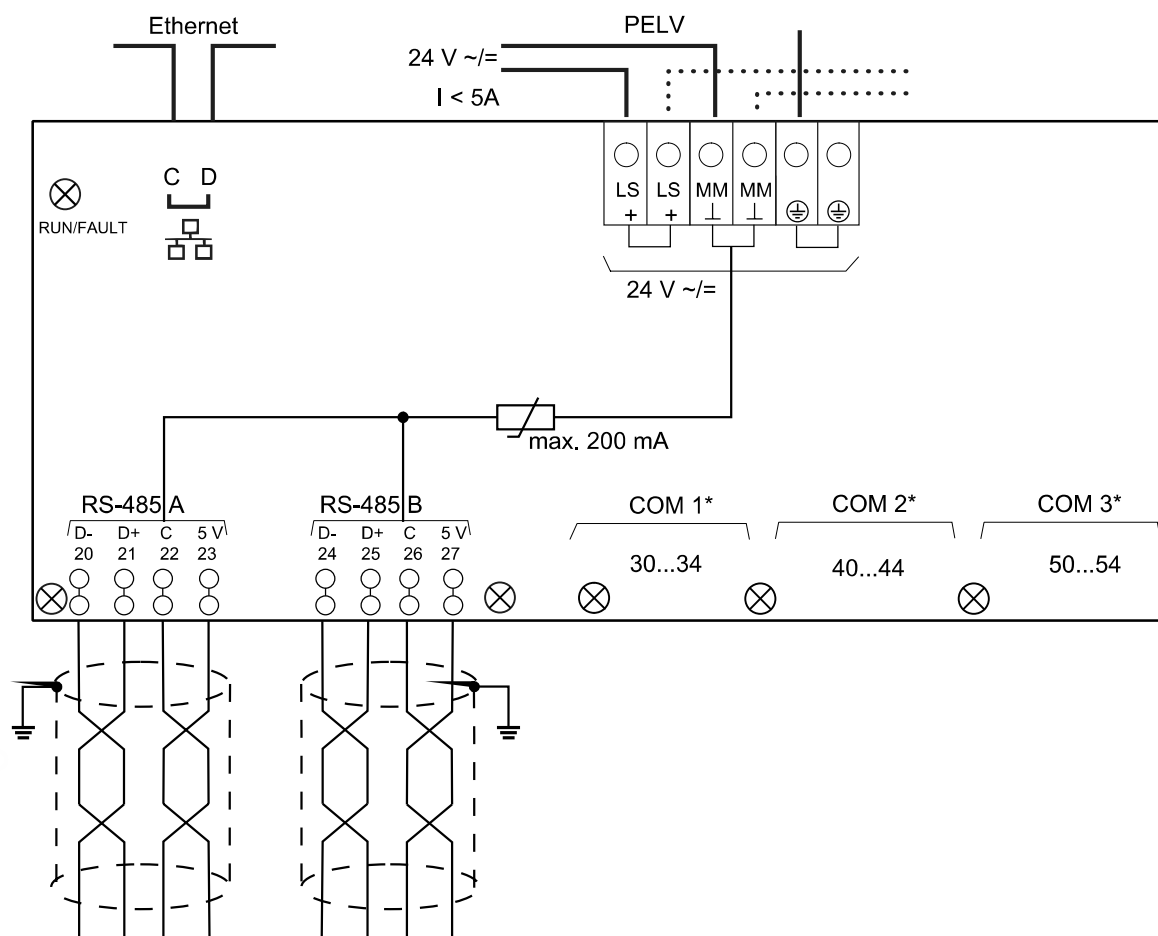 Ethernet
PELV
24 V ~/=
I < 5A
C D
RUN/FAULT
LS LS MM MM
+ + ⊥ ⊥ ⏚ ⏚
24 V ~/=
max. 200 mA
RS-485 A
D- D+ C 5 V
20 21 22 23
RS-485 B
D- D+ C 5 V
24 25 26 27
COM 1*
30...34
COM 2*
40...44
COM 3*
50...54